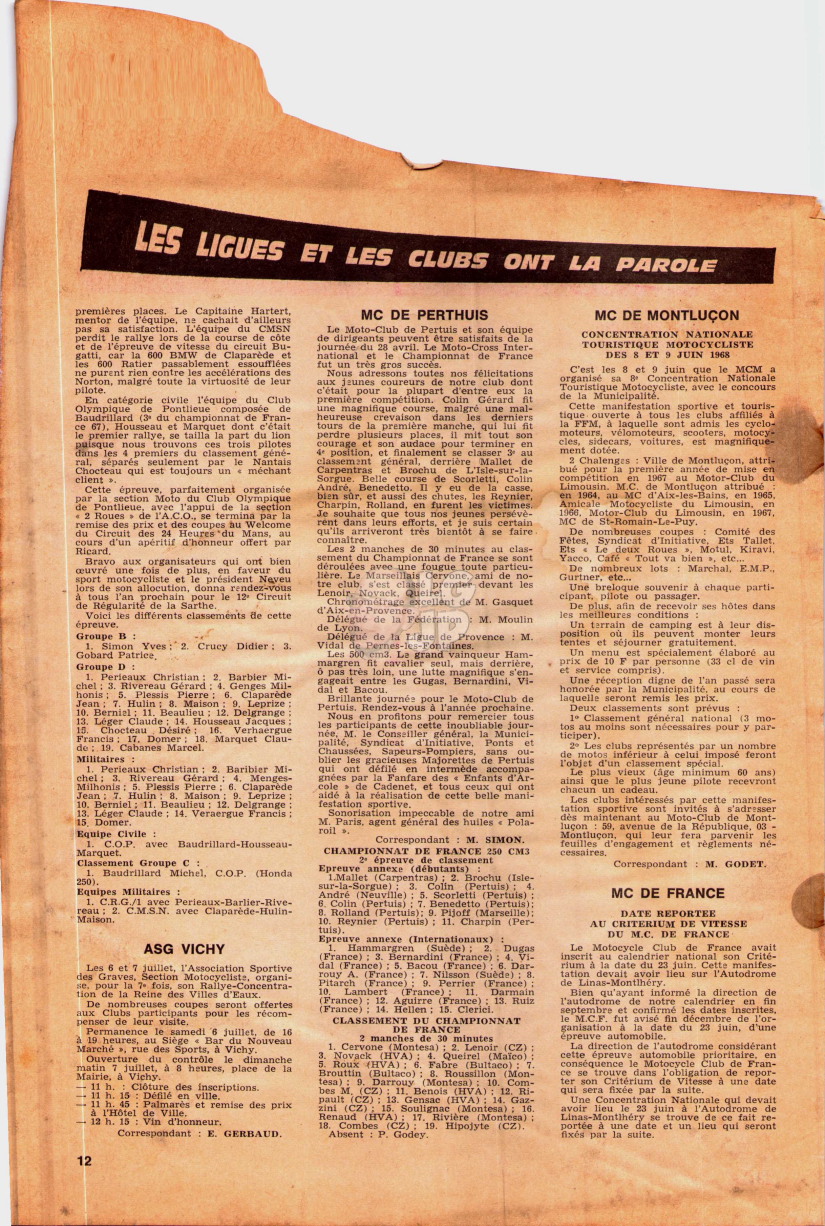 LES LIGUES ET LES CLUBS ONT LA PAROLE
premières places. Le Capitaine Hartert,
mentor de l'équipe, ne cachait d'ailleurs
pas sa satisfaction. L'équipe du CMSN
perdit le rallye lors de la course de côte
et de l'épreuve de vitesse du circuit Bu-
gatti, car la 600 BMW de Claparède et
les 600 Ratier passablement essoufflées
ne purent rien contre les accélérations des
Norton, malgré toute la virtuosité de leur
pilote.
En catégorie civile l'équipe du Club
Olympique de Pontlieue composée de
Baudrillard (3e du championnat de Fran-
ce 67), Housseau et Marquet dont c'était
le premier rallye, se tailla la part du lion
puisque nous trouvons ces trois pilotes
dans les 4 premiers du classement géné-
ral, séparés seulement par le Nantais
Chocteau qui est toujours un « méchant
client ».
Cette épreuve, parfaitement organisée
par la section Moto du Club Olympique
de Pontlieue, avec l'appui de la section
« 2 Roues » de l'A.C.O., se termina par la
remise des prix et des coupes au Welcome
du Circuit des 24 Heures du Mans, au
cours d'un apéritif d'honneur offert par
Ricard.
Bravo aux organisateurs qui ont bien
œuvré une fois de plus, en faveur du
sport motocycliste et le président Neveu
lors de son allocution, donna rendez-vous
à tous l'an prochain pour le 12e Circuit
de Régularité de la Sarthe.
Voici les différents classements de cette
épreuve.
Groupe B :
1. Simon Yves ; 2. Crucy Didier ; 3.
Gobard Patrice.
Groupe D :
1. Perieaux Christian ; 2. Barbier Mi-
chel ; 3. Rivereau Gérard ; 4. Genges Mil-
honis ; 5. Plessis Pierre ; 6. Claparède
Jean ; 7. Hulin ; 8. Maison ; 9. Leprize ;
10. Berniel ; 11. Beaulieu ; 12. Delgrange ;
13. Léger Claude ; 14. Housseau Jacques ;
15. Chocteau Désiré ; 16. Verhaergue
Francis ; 17. Domer ; 18. Marquet Clau-
de ; 19. Cabanes Marcel.
Militaires :
1. Perieaux Christian ; 2. Baribier Mi-
chel ; 3. Rivereau Gérard ; 4. Menges-
Milhonis ; 5. Plessis Pierre ; 6. Claparède
Jean ; 7. Hulin ; 8. Maison ; 9. Leprize ;
10. Berniel ; 11. Beaulieu ; 12. Delgrange ;
13. Léger Claude ; 14. Veraergue Francis ;
15. Domer.
Equipe Civile :
1. C.O.P. avec Baudrillard-Housseau-
Marquet.
Classement Groupe C :
1. Baudrillard Michel, C.O.P. (Honda
250).
Equipes Militaires :
1. C.R.G./1 avec Perieaux-Barlier-Rive-
reau ; 2. C.M.S.N. avec Claparède-Hulin-
Maison.
ASG VICHY
Les 6 et 7 juillet, l'Association Sportive
des Graves, Section Motocycliste, organi-
se, pour la 7e fois, son Rallye-Concentra-
tion de la Reine des Villes d'Eaux.
De nombreuses coupes seront offertes
aux Clubs participants pour les récom-
penser de leur visite.
Permanence le samedi 6 juillet, de 16
à 19 heures, au Siège « Bar du Nouveau
Marché », rue des Sports, à Vichy.
Ouverture du contrôle le dimanche
matin 7 juillet, à 8 heures, place de la
Mairie, à Vichy.
— 11 h. : Clôture des inscriptions.
— 11 h. 15 : Défilé en ville.
— 11 h. 45 : Palmarès et remise des prix
à l'Hôtel de Ville.
— 12 h. 15 : Vin d'honneur.
Correspondant : E. GERBAUD.
12
MC DE PERTHUIS
Le Moto-Club de Pertuis et son équipe
de dirigeants peuvent être satisfaits de la
journée du 28 avril. Le Moto-Cross Inter-
national et le Championnat de France
fut un très gros succès.
Nous adressons toutes nos félicitations
aux jeunes coureurs de notre club dont
c'était pour la plupart d'entre eux la
première compétition. Colin Gérard fit
une magnifique course, malgré une mal-
heureuse crevaison dans les derniers
tours de la première manche, qui lui fit
perdre plusieurs places, il mit tout son
courage et son audace pour terminer en
4e position, et finalement se classer 3e au
classement général, derrière Mallet de
Carpentras et Brochu de L'Isle-sur-la-
Sorgue. Belle course de Scorletti, Colin
André, Benedetto. Il y eu de la casse,
bien sûr, et aussi des chutes, les Reynier,
Charpin, Rolland, en furent les victimes.
Je souhaite que tous nos jeunes persévè-
rent dans leurs efforts, et je suis certain
qu'ils arriveront très bientôt à se faire
connaître.
Les 2 manches de 30 minutes au clas-
sement du Championnat de France se sont
déroulées avec une fougue toute particu-
lière. Le Marseillais Cervone, ami de no-
tre club, s'est classé premier devant les
Lenoir, Novack, Queirel.
Chronométrage excellent de M. Gasquet
d'Aix-en-Provence.
Délégué de la Fédération : M. Moulin
de Lyon.
Délégué de la Ligue de Provence : M.
Vidal de Pernes-les-Fontaines.
Les 500 cm3. Le grand vainqueur Ham-
margren fit cavalier seul, mais derrière,
ô pas très loin, une lutte magnifique s'en-
gageait entre les Gugas, Bernardini, Vi-
dal et Bacou.
Brillante journée pour le Moto-Club de
Pertuis. Rendez-vous à l'année prochaine.
Nous en profitons pour remercier tous
les participants de cette inoubliable jour-
née, M. le Conseiller général, la Munici-
palité, Syndicat d'Initiative, Ponts et
Chaussées, Sapeurs-Pompiers, sans ou-
blier les gracieuses Majorettes de Pertuis
qui ont défilé en intermède accompa-
gnées par la Fanfare des « Enfants d'Ar-
cole » de Cadenet, et tous ceux qui ont
aidé à la réalisation de cette belle mani-
festation sportive.
Sonorisation impeccable de notre ami
M. Paris, agent général des huiles « Pola-
roil ».
Correspondant : M. SIMON.
CHAMPIONNAT DE FRANCE 250 CM3
2e épreuve de classement
Epreuve annexe (débutants) :
1.Mallet (Carpentras) ; 2. Brochu (Isle-
sur-la-Sorgue) ; 3. Colin (Pertuis) ; 4.
André (Neuville) ; 5. Scorletti (Pertuis) ;
6. Colin (Pertuis) ; 7. Benedetto (Pertuis);
8. Rolland (Pertuis); 9. Pijoff (Marseille);
10. Reynier (Pertuis) ; 11. Charpin (Per-
tuis).
Epreuve annexe (Internationaux) :
1. Hammargren (Suède) ; 2. Dugas
(France) ; 3. Bernardini (France) ; 4. Vi-
dal (France) ; 5. Bacou (France) ; 6. Dar-
rouy A. (France) ; 7. Nilsson (Suède) ; 8.
Pitarch (France) ; 9. Perrier (France) ;
10. Lambert (France) ; 11. Darmain
(France) ; 12. Aguirre (France) ; 13. Ruiz
(France) ; 14. Hellen ; 15. Clerici.
CLASSEMENT DU CHAMPIONNAT
DE FRANCE
2 manches de 30 minutes
1. Cervone (Montesa) ; 2. Lenoir (CZ) ;
3. Novack (HVA) ; 4. Queirel (Maïco) ;
5. Roux (HVA) ; 6. Fabre (Bultaco) ; 7.
Brouttin (Bultaco) ; 8. Roussillon (Mon-
tesa) ; 9. Darrouy (Montesa) ; 10. Com-
bes M. (CZ) ; 11. Benois (HVA) ; 12. Ri-
pault (CZ) ; 13. Censac (HVA) ; 14. Gaz-
zini (CZ) ; 15. Soulignac (Montesa) ; 16.
Renaud (HVA) ; 17. Rivière (Montesa) ;
18. Combes (CZ) ; 19. Hipojyte (CZ).
Absent : P. Godey.
MC DE MONTLUÇON
CONCENTRATION NATIONALE
TOURISTIQUE MOTOCYCLISTE
DES 8 ET 9 JUIN 1968
C'est les 8 et 9 juin que le MCM a
organisé sa 8e Concentration Nationale
Touristique Motocycliste, avec le concours
de la Municipalité.
Cette manifestation sportive et touris-
tique ouverte à tous les clubs affiliés à
la FFM, à laquelle sont admis les cyclo-
moteurs, vélomoteurs, scooters, motocy-
cles, sidecars, voitures, est magnifique-
ment dotée.
2 Chalenges : Ville de Montluçon, attri-
bué pour la première année de mise en
compétition en 1967 au Motor-Club du
Limousin. M.C. de Montluçon attribué :
en 1964, au MC d'Aix-les-Bains, en 1965,
Amicale Motocycliste du Limousin, en
1966, Motor-Club du Limousin, en 1967,
MC de St-Romain-Le-Puy.
De nombreuses coupes : Comité des
Fêtes, Syndicat d'Initiative, Ets Tallet,
Ets « Le deux Roues », Motul, Kiravi,
Yacco, Café « Tout va bien », etc...
De nombreux lots : Marchal, E.M.P.,
Gurtner, etc...
Une breloque souvenir à chaque parti-
cipant, pilote ou passager.
De plus, afin de recevoir ses hôtes dans
les meilleures conditions :
Un terrain de camping est à leur dis-
position où ils peuvent monter leurs
tentes et séjourner gratuitement.
Un menu est spécialement élaboré au
prix de 10 F par personne (33 cl de vin
et service compris).
Une réception digne de l'an passé sera
honorée par la Municipalité, au cours de
laquelle seront remis les prix.
Deux classements sont prévus :
1° Classement général national (3 mo-
tos au moins sont nécessaires pour y par-
ticiper).
2° Les clubs représentés par un nombre
de motos inférieur à celui imposé feront
l'objet d'un classement spécial.
Le plus vieux (âge minimum 60 ans)
ainsi que le plus jeune pilote recevront
chacun un cadeau.
Les clubs intéressés par cette manifes-
tation sportive sont invités à s'adresser
dès maintenant au Moto-Club de Mont-
luçon : 59, avenue de la République, 03 -
Montluçon, qui leur fera parvenir les
feuilles d'engagement et règlements né-
cessaires.
Correspondant : M. GODET.
MC DE FRANCE
DATE REPORTEE
AU CRITERIUM DE VITESSE
DU M.C. DE FRANCE
Le Motocycle Club de France avait
inscrit au calendrier national son Crité-
rium à la date du 23 juin. Cette manifes-
tation devait avoir lieu sur l'Autodrome
de Linas-Montlhéry.
Bien qu'ayant informé la direction de
l'autodrome de notre calendrier en fin
septembre et confirmé les dates inscrites,
le M.C.F. fut avisé fin décembre de l'or-
ganisation à la date du 23 juin, d'une
épreuve automobile.
La direction de l'autodrome considérant
cette épreuve automobile prioritaire, en
conséquence le Motocycle Club de Fran-
ce se trouve dans l'obligation de repor-
ter son Critérium de Vitesse à une date
qui sera fixée par la suite.
Une Concentration Nationale qui devait
avoir lieu le 23 juin à l'Autodrome de
Linas-Montlhéry se trouve de ce fait re-
portée à une date et un lieu qui seront
fixés par la suite.